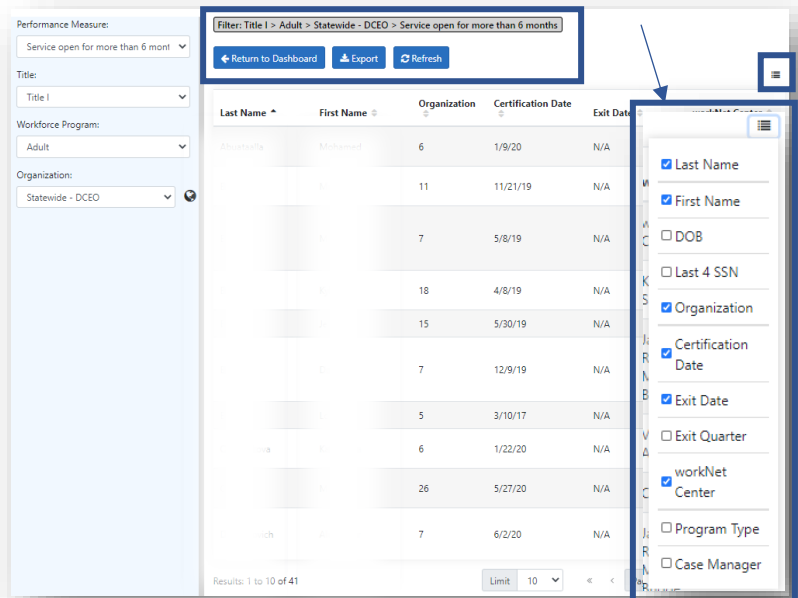 Performance Measure:
Service open for more than 6 mont
Title:
Title I
Workforce Program:
Adult
Organization:
Statewide - DCEO
Filter: Title I > Adult > Statewide - DCEO > Service open for more than 6 months
Return to Dashboard Export Refresh
Last Name First Name Organization Certification Date Exit Date
6 1/9/20 N/A
11 11/21/19 N/A
7 5/8/19 N/A
18 4/8/19 N/A
15 5/30/19 N/A
7 12/9/19 N/A
5 3/10/17 N/A
6 1/22/20 N/A
26 5/27/20 N/A
7 6/2/20 N/A
Results: 1 to 10 of 41 Limit 10 « ‹
Last Name
First Name
DOB
Last 4 SSN
Organization
Certification
Date
Exit Date
Exit Quarter
workNet
Center
Program Type
Case Manager